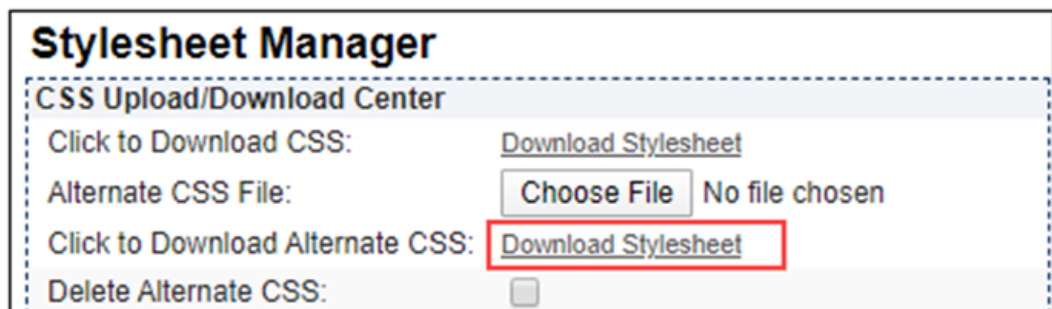 Stylesheet Manager
CSS Upload/Download Center
Click to Download CSS: Download Stylesheet
Alternate CSS File: Choose File No file chosen
Click to Download Alternate CSS: Download Stylesheet
Delete Alternate CSS: